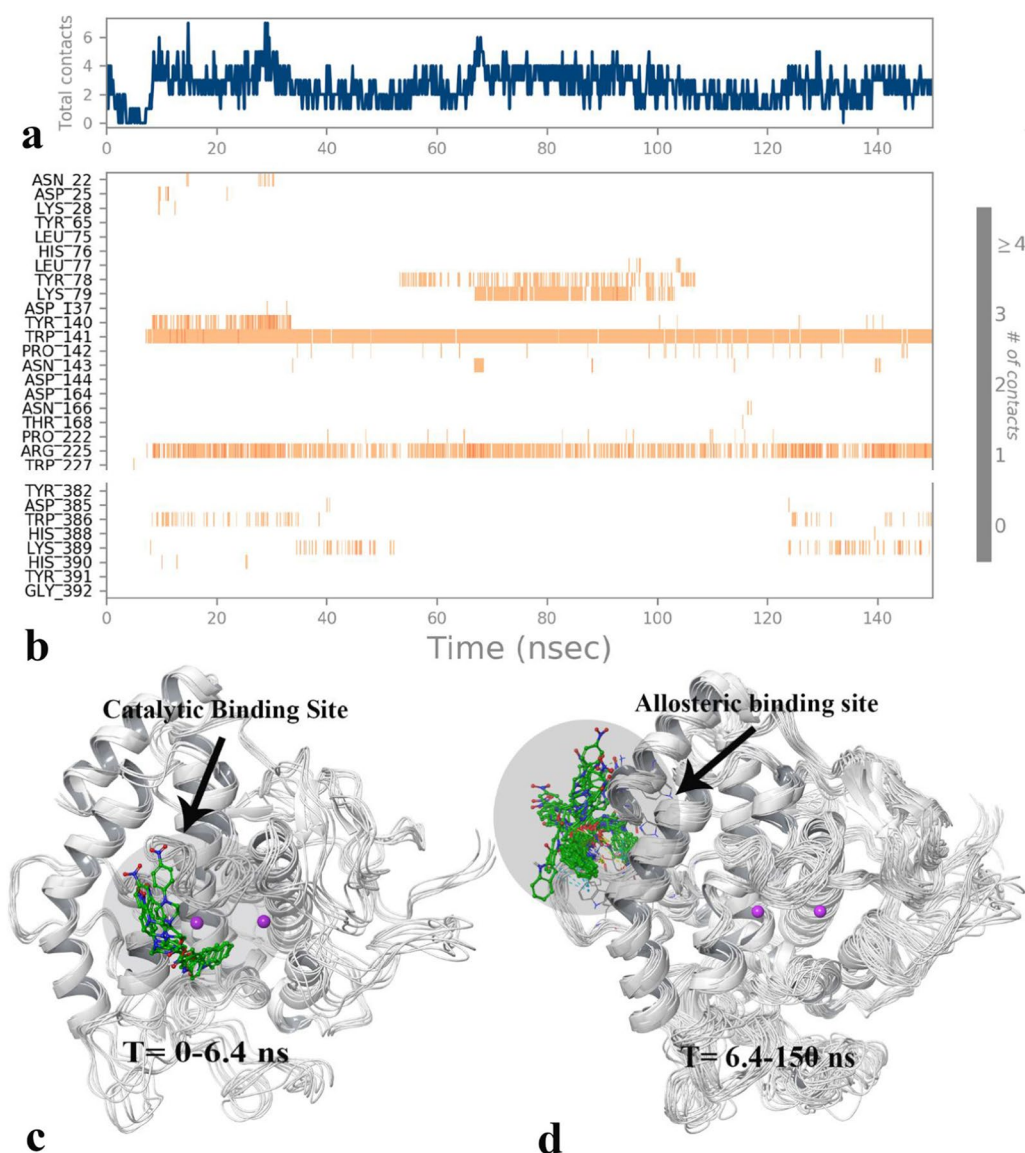 Total contacts
6
4
2
0
a
0 20 40 60 80 100 120 140
ASN_22
ASP_25
LYS_28
TYR_65
LEU_75
HIS_76
LEU_77
TYR_78
LYS_79
ASP_137
TYR_140
TRP_141
PRO_142
ASN_143
ASP_144
ASP_164
ASN_166
THR_168
PRO_222
ARG_225
TRP_227
TYR_382
ASP_385
TRP_386
HIS_388
LYS_389
HIS_390
TYR_391
GLY_392
≥ 4
3
2
1
0
# of contacts
0 20 40 60 80 100 120 140
Time (nsec)
b
Catalytic Binding Site
Allosteric binding site
T= 0-6.4 ns
T= 6.4-150 ns
c
d